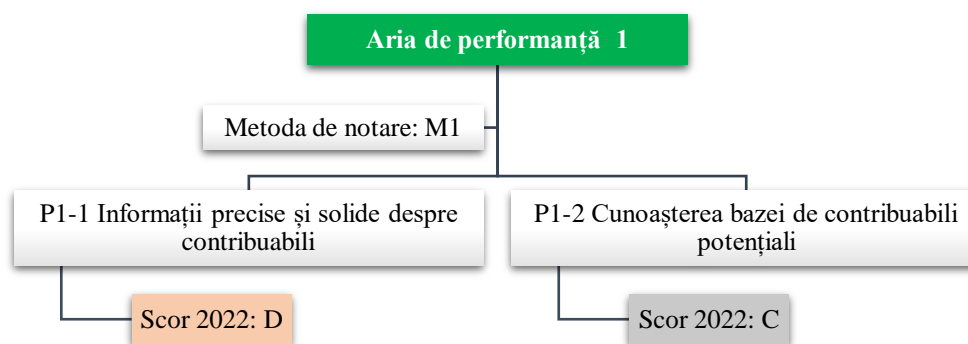 Aria de performanță 1
Metoda de notare: M1
P1-1 Informații precise și solide despre
contribuabili
P1-2 Cunoașterea bazei de contribuabili
potențiali
Scor 2022: D
Scor 2022: C